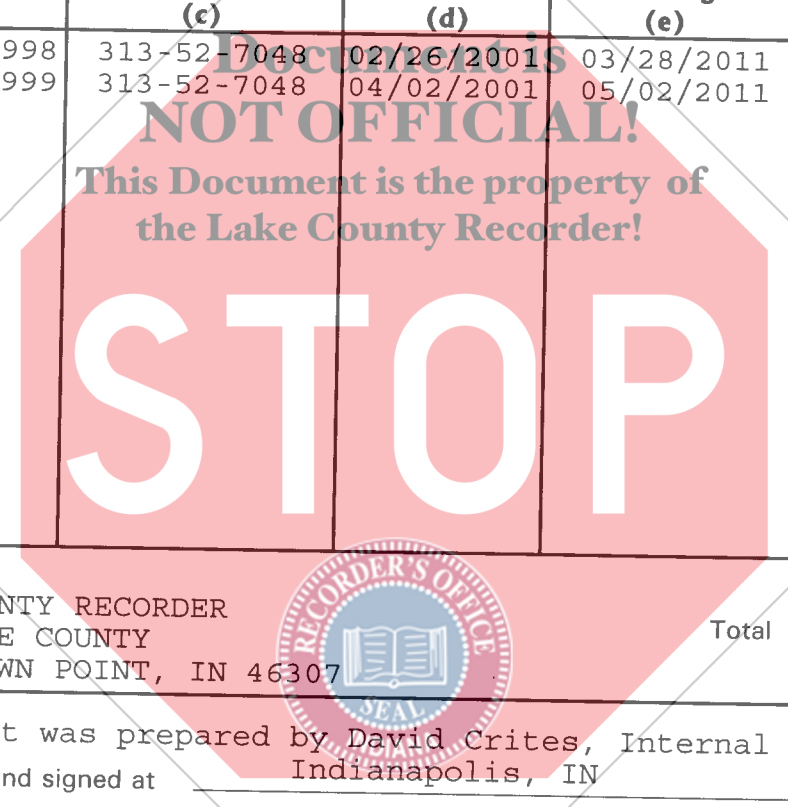 (c) (d) (e)
998 313-52-7048 02/26/2001 03/28/2011
999 313-52-7048 04/02/2001 05/02/2011
Document is
NOT OFFICIAL!
This Document is the property of
the Lake County Recorder!
STOP
RECORDER'S OFFICE
SEAL
INDIANA
NTY RECORDER
E COUNTY
WN POINT, IN 46307
Total
t was prepared by David Crites, Internal
nd signed at Indianapolis, IN